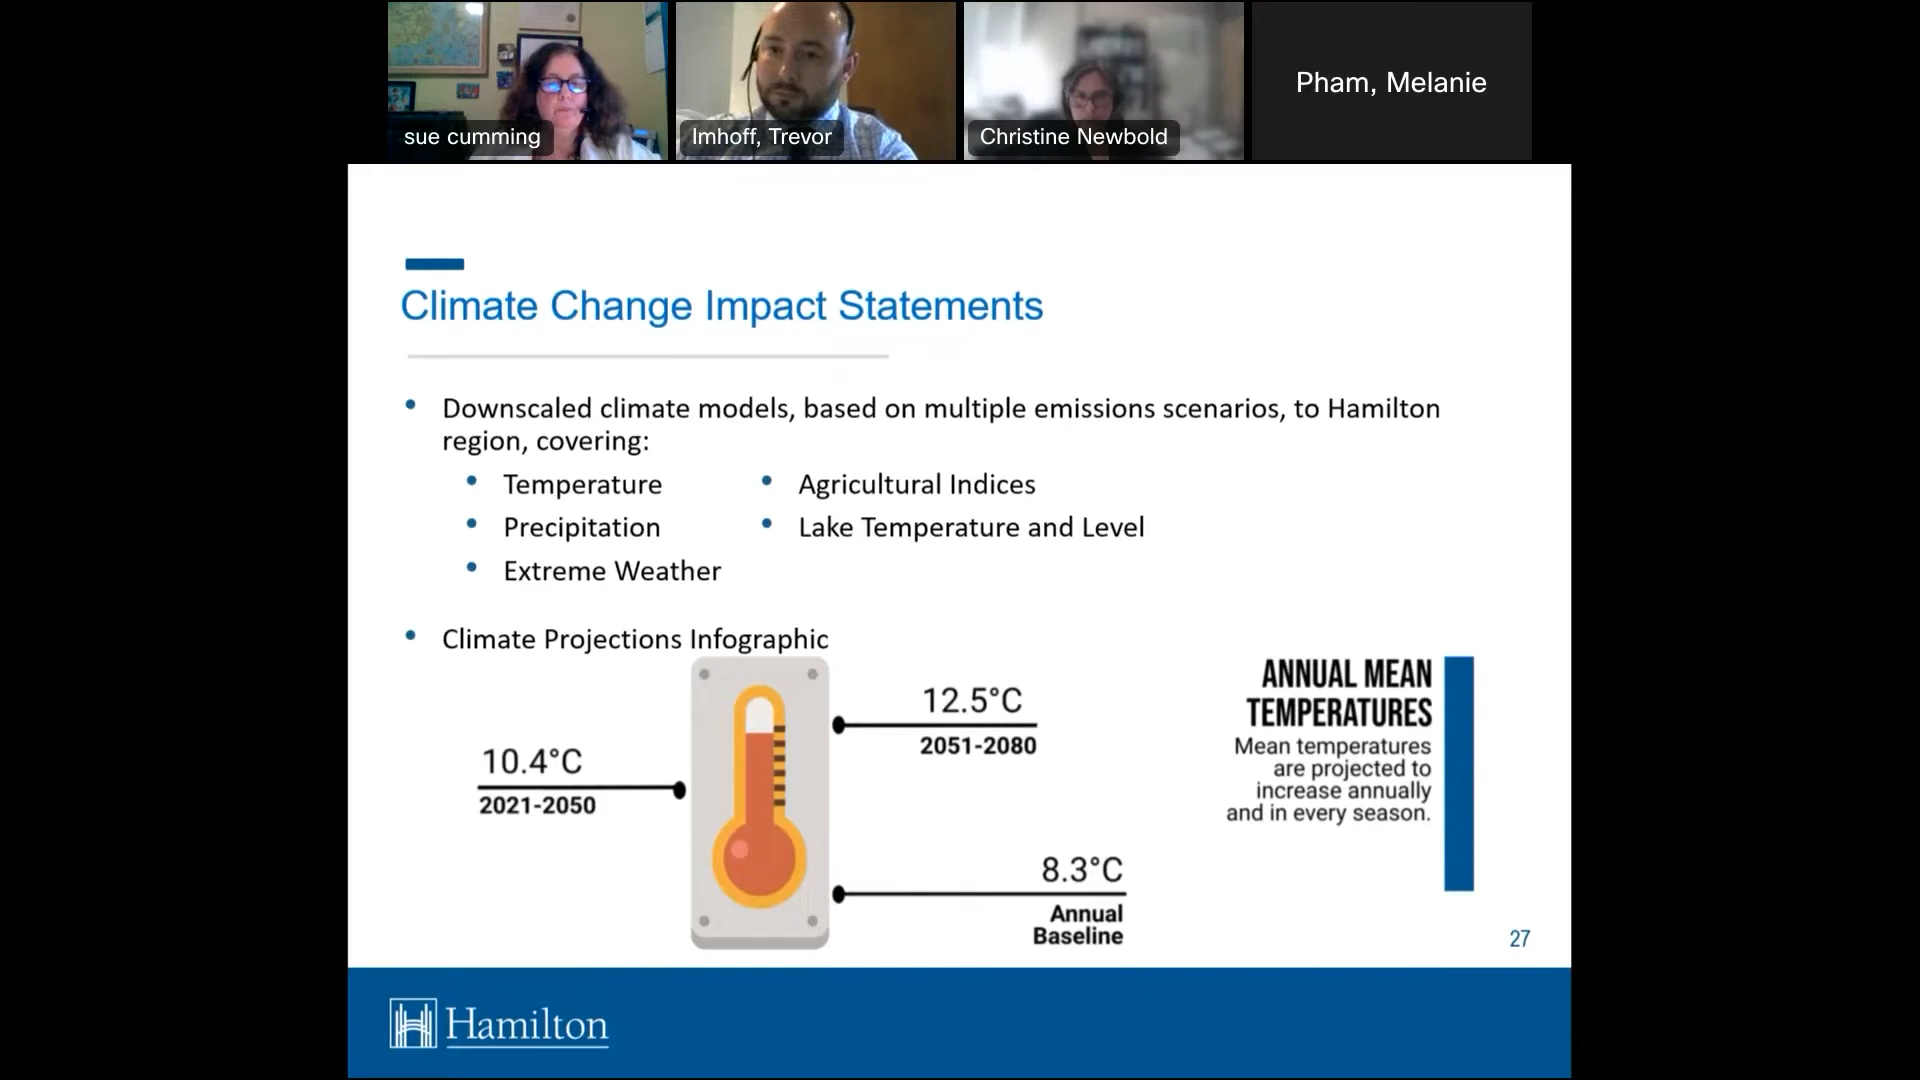 sue cumming
Imhoff, Trevor
Christine Newbold
Pham, Melanie
Climate Change Impact Statements
• Downscaled climate models, based on multiple emissions scenarios, to Hamilton
region, covering:
• Temperature
• Precipitation
• Extreme Weather
• Agricultural Indices
• Lake Temperature and Level
• Climate Projections Infographic
10.4°C
2021-2050
12.5°C
2051-2080
8.3°C
Annual
Baseline
ANNUAL MEAN
TEMPERATURES
Mean temperatures
are projected to
increase annually
and in every season.
27
Hamilton